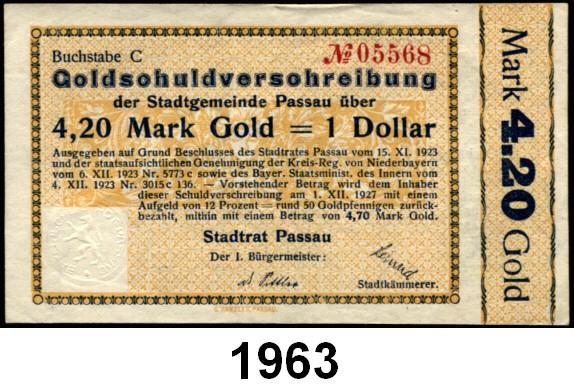 Buchstabe C
№ 05568
Goldschuldverschreibung
der Stadtgemeinde Passau über
4,20 Mark Gold = 1 Dollar
Ausgegeben auf Grund Beschlusses des Stadtrates Passau vom 15. XI. 1923
und der staatsaufsichtlichen Genehmigung der Kreis-Reg. von Niederbayern
vom 6. XII. 1923 Nr. 5773 c sowie des Bayer. Staatsminist. des Innern vom
4. XII. 1923 Nr. 3015 c 136. — Vorstehender Betrag wird dem Inhaber
dieser Schuldverschreibung am 1. XII. 1927 mit einem
Aufgeld von 12 Prozent = rund 50 Goldpfennigen zurück-
bezahlt, mithin mit einem Betrag von 4,70 Mark Gold.
Stadtrat Passau
Der I. Bürgermeister:
Stadtkämmerer.
Mark 4.20 Gold
1963